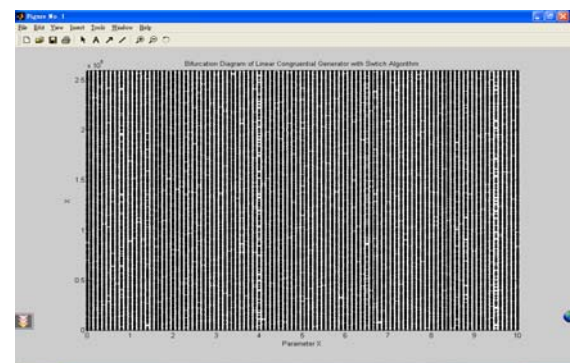 Figure No. 1
File Edit View Insert Tools Window Help
Bifurcation Diagram of Linear Congruential Generator with Swtich Algorithm
2.5
2
1.5
1
0.5
0
0 1 2 3 4 5 6 7 8 9 10
Parameter X